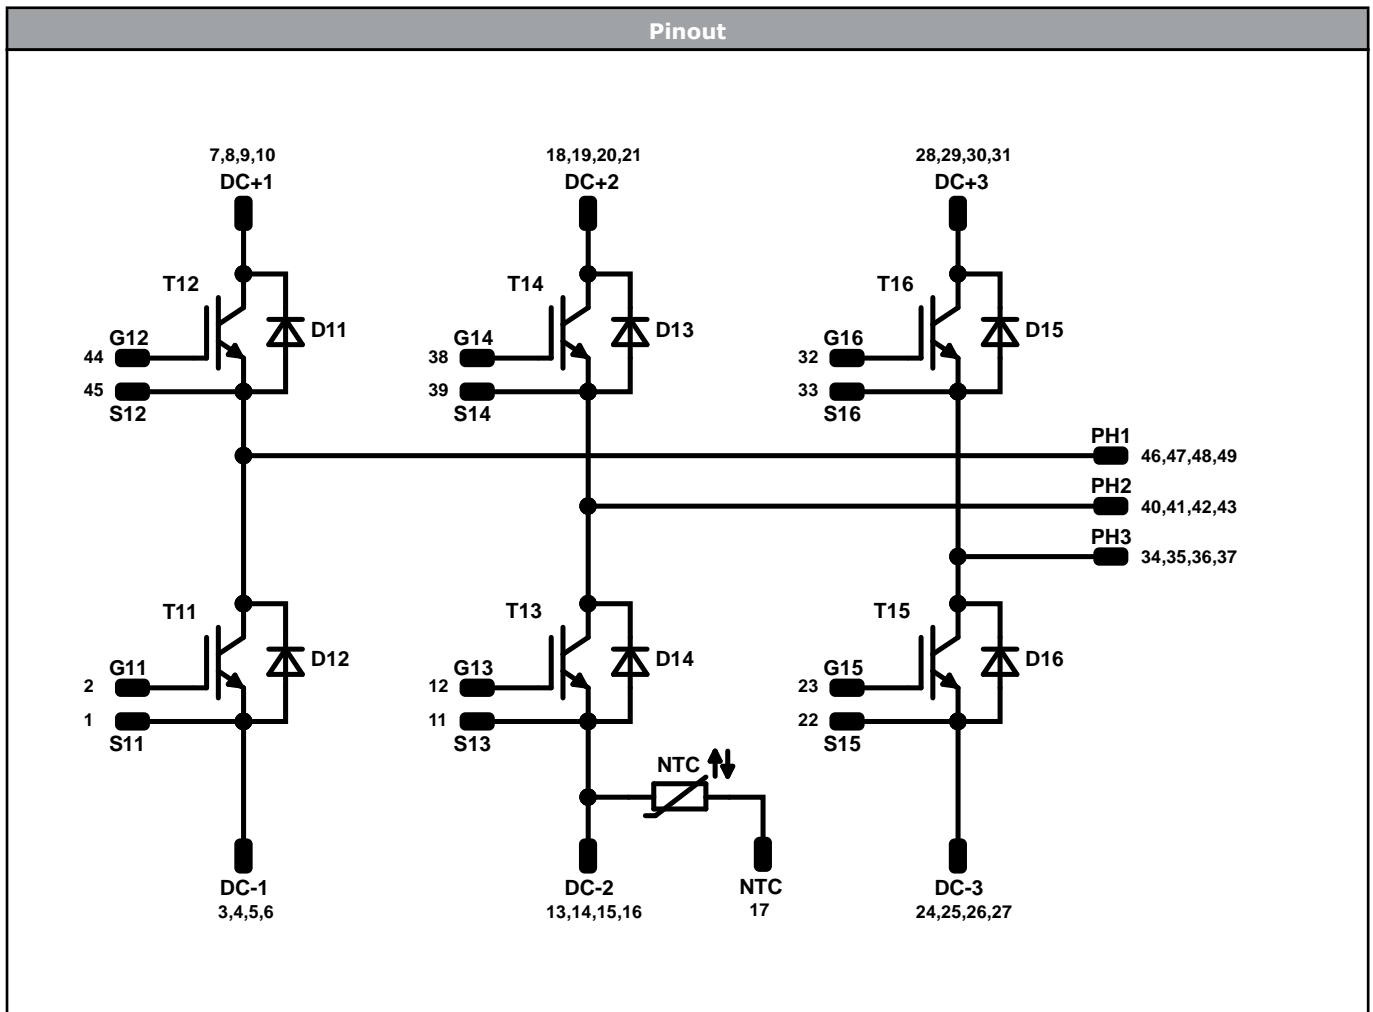 Pinout
7,8,9,10 18,19,20,21 28,29,30,31
DC+1 DC+2 DC+3
T12 T14 T16
G12 D11 G14 D13 G16 D15
44 38 32
45 39 33
S12 S14 S16
PH1
46,47,48,49
PH2
40,41,42,43
PH3
34,35,36,37
T11 T13 T15
G11 D12 G13 D14 G15 D16
2 12 23
1 11 22
S11 S13 S15
NTC
DC-1 DC-2 NTC DC-3
3,4,5,6 13,14,15,16 17 24,25,26,27